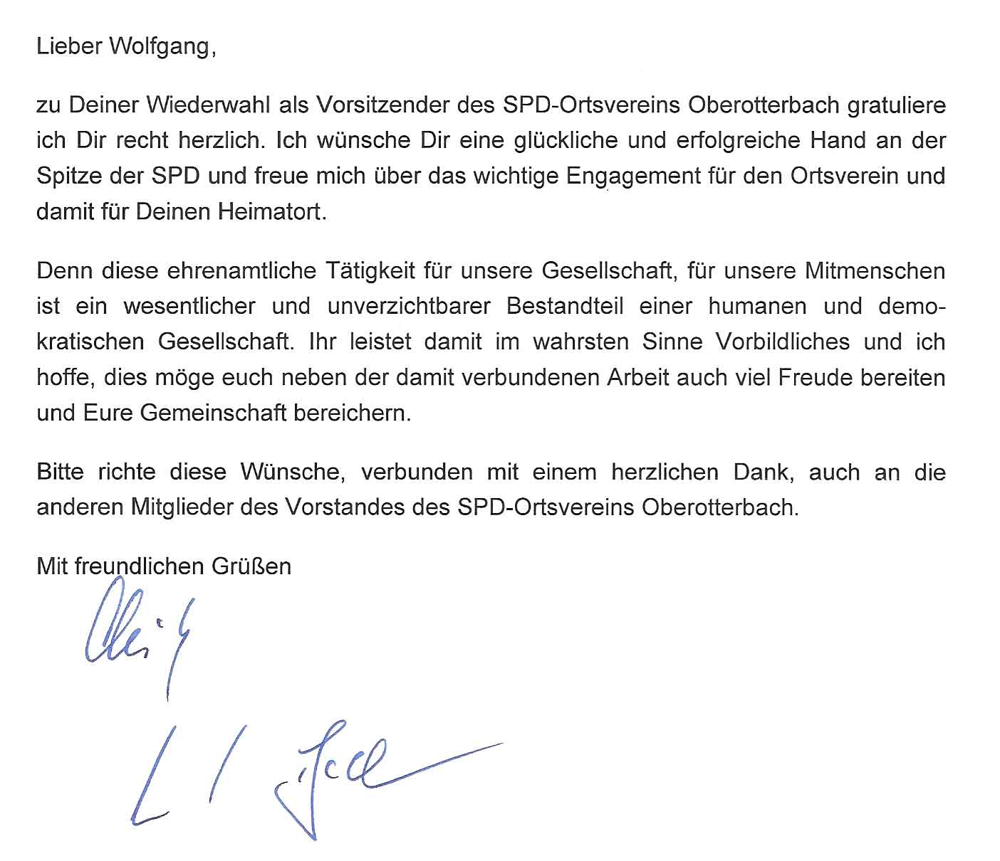 Lieber Wolfgang,
zu Deiner Wiederwahl als Vorsitzender des SPD-Ortsvereins Oberotterbach gratuliere
ich Dir recht herzlich. Ich wünsche Dir eine glückliche und erfolgreiche Hand an der
Spitze der SPD und freue mich über das wichtige Engagement für den Ortsverein und
damit für Deinen Heimatort.
Denn diese ehrenamtliche Tätigkeit für unsere Gesellschaft, für unsere Mitmenschen
ist ein wesentlicher und unverzichtbarer Bestandteil einer humanen und demo-
kratischen Gesellschaft. Ihr leistet damit im wahrsten Sinne Vorbildliches und ich
hoffe, dies möge euch neben der damit verbundenen Arbeit auch viel Freude bereiten
und Eure Gemeinschaft bereichern.
Bitte richte diese Wünsche, verbunden mit einem herzlichen Dank, auch an die
anderen Mitglieder des Vorstandes des SPD-Ortsvereins Oberotterbach.
Mit freundlichen Grüßen